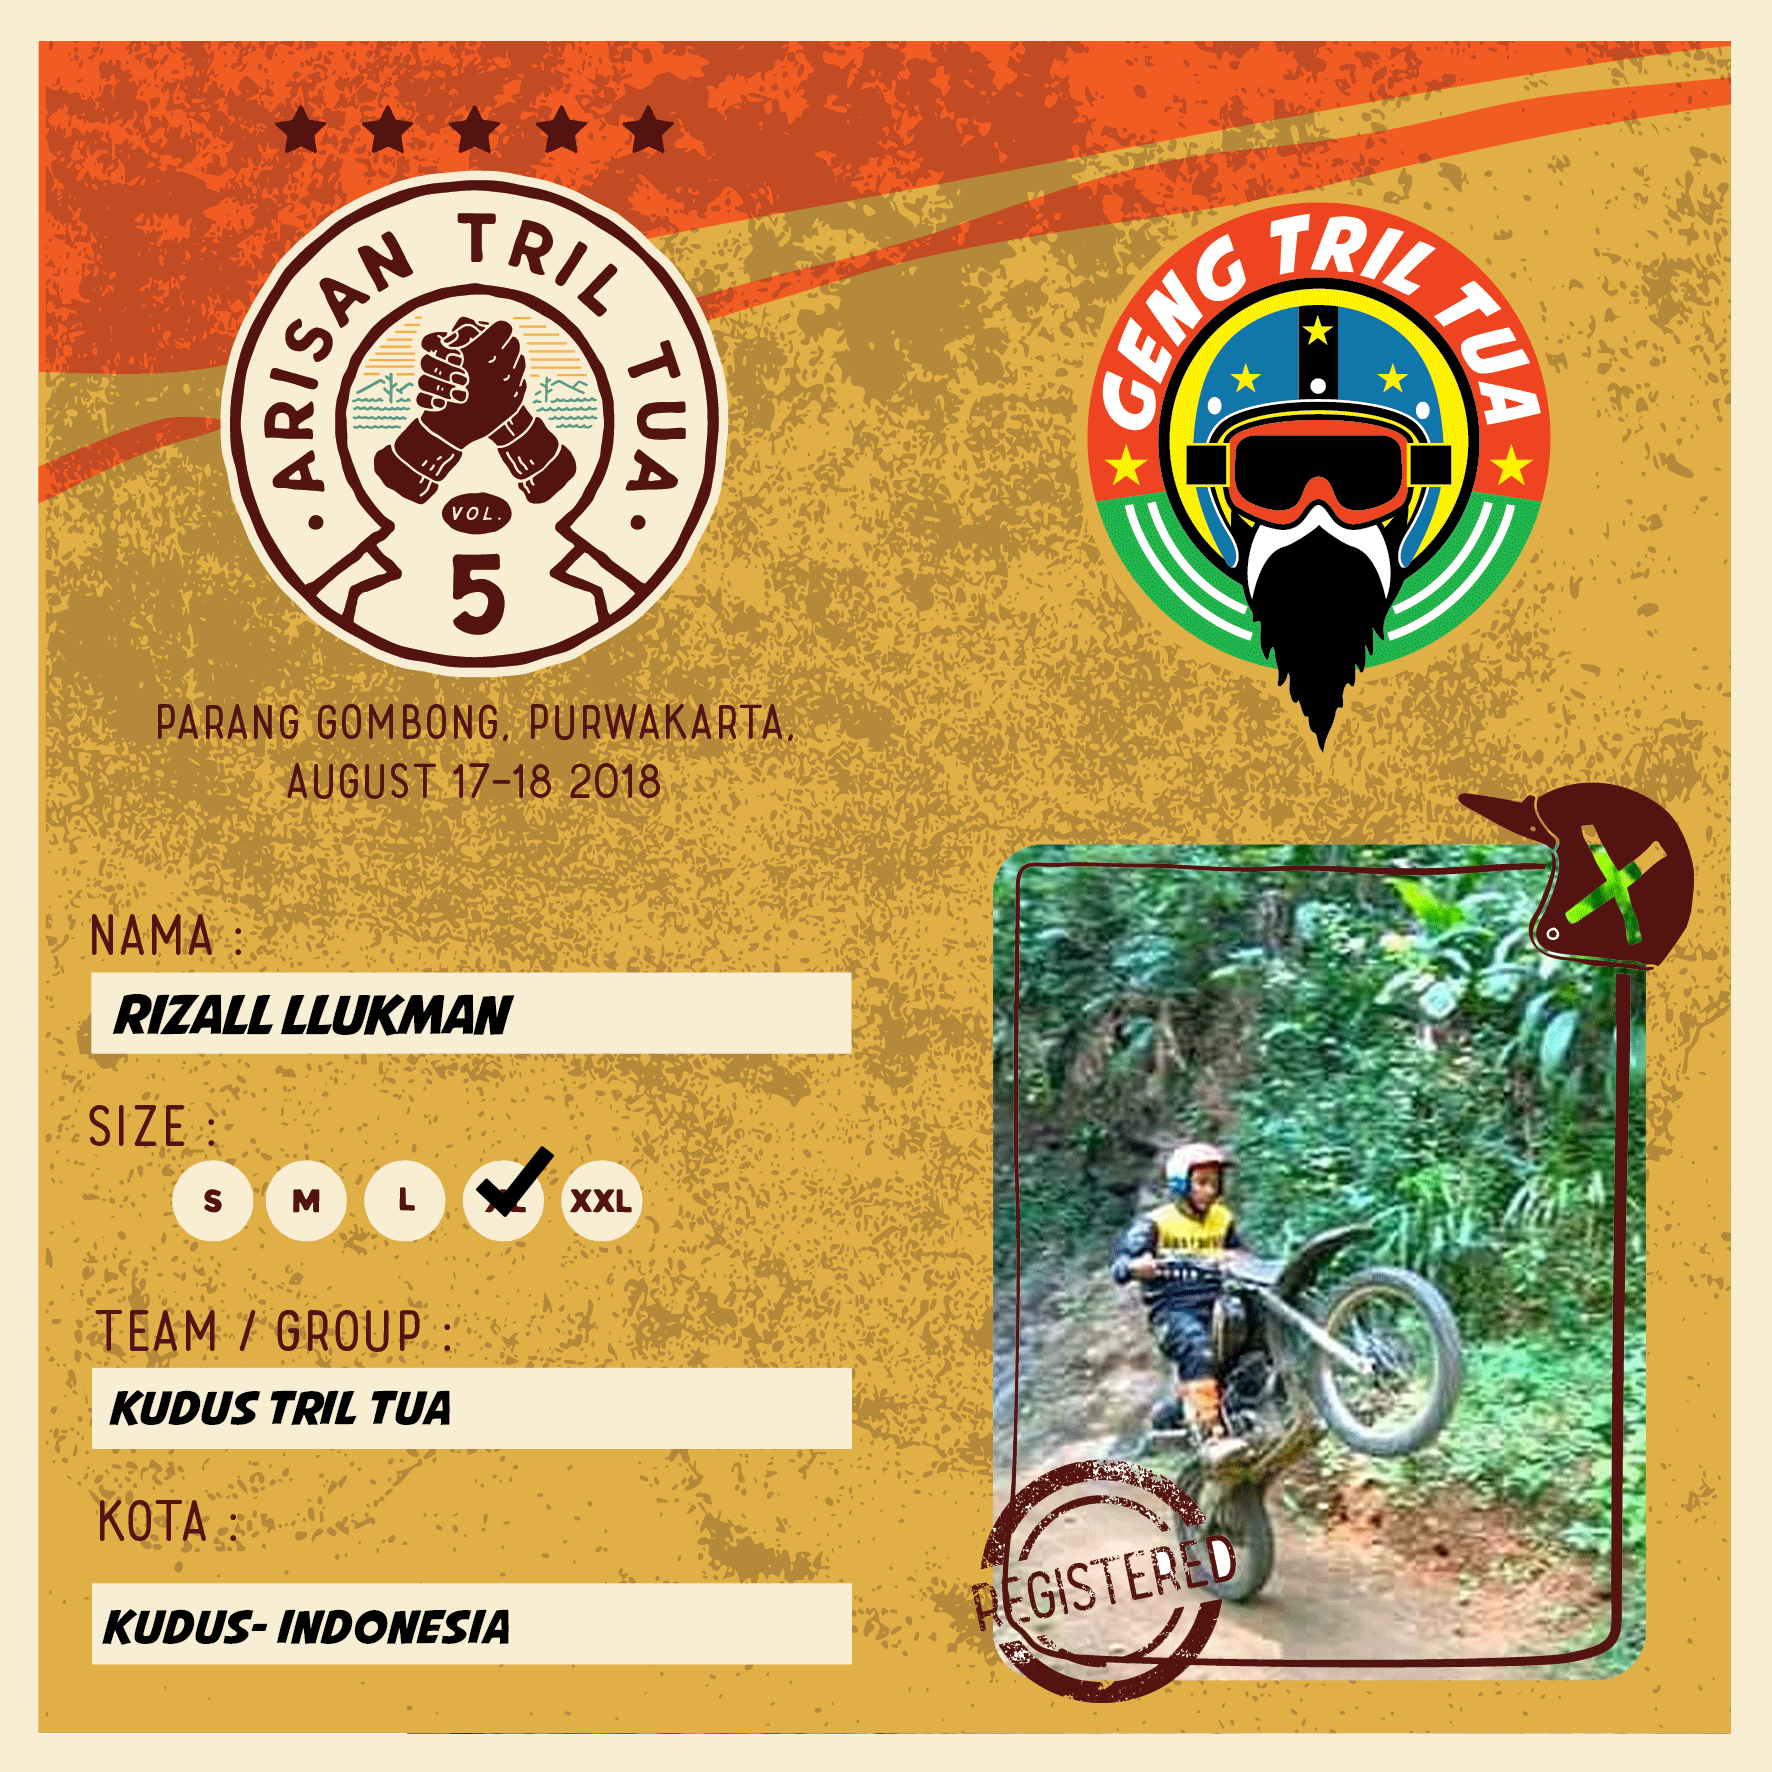 ARISAN TRIL TUA
VOL.
5
PARANG GOMBONG, PURWAKARTA,
AUGUST 17-18 2018
GENG TRIL TUA
NAMA :
RIZALL LLUKMAN
SIZE :
S M L XL XXL
TEAM / GROUP :
KUDUS TRIL TUA
KOTA :
KUDUS- INDONESIA
REGISTERED